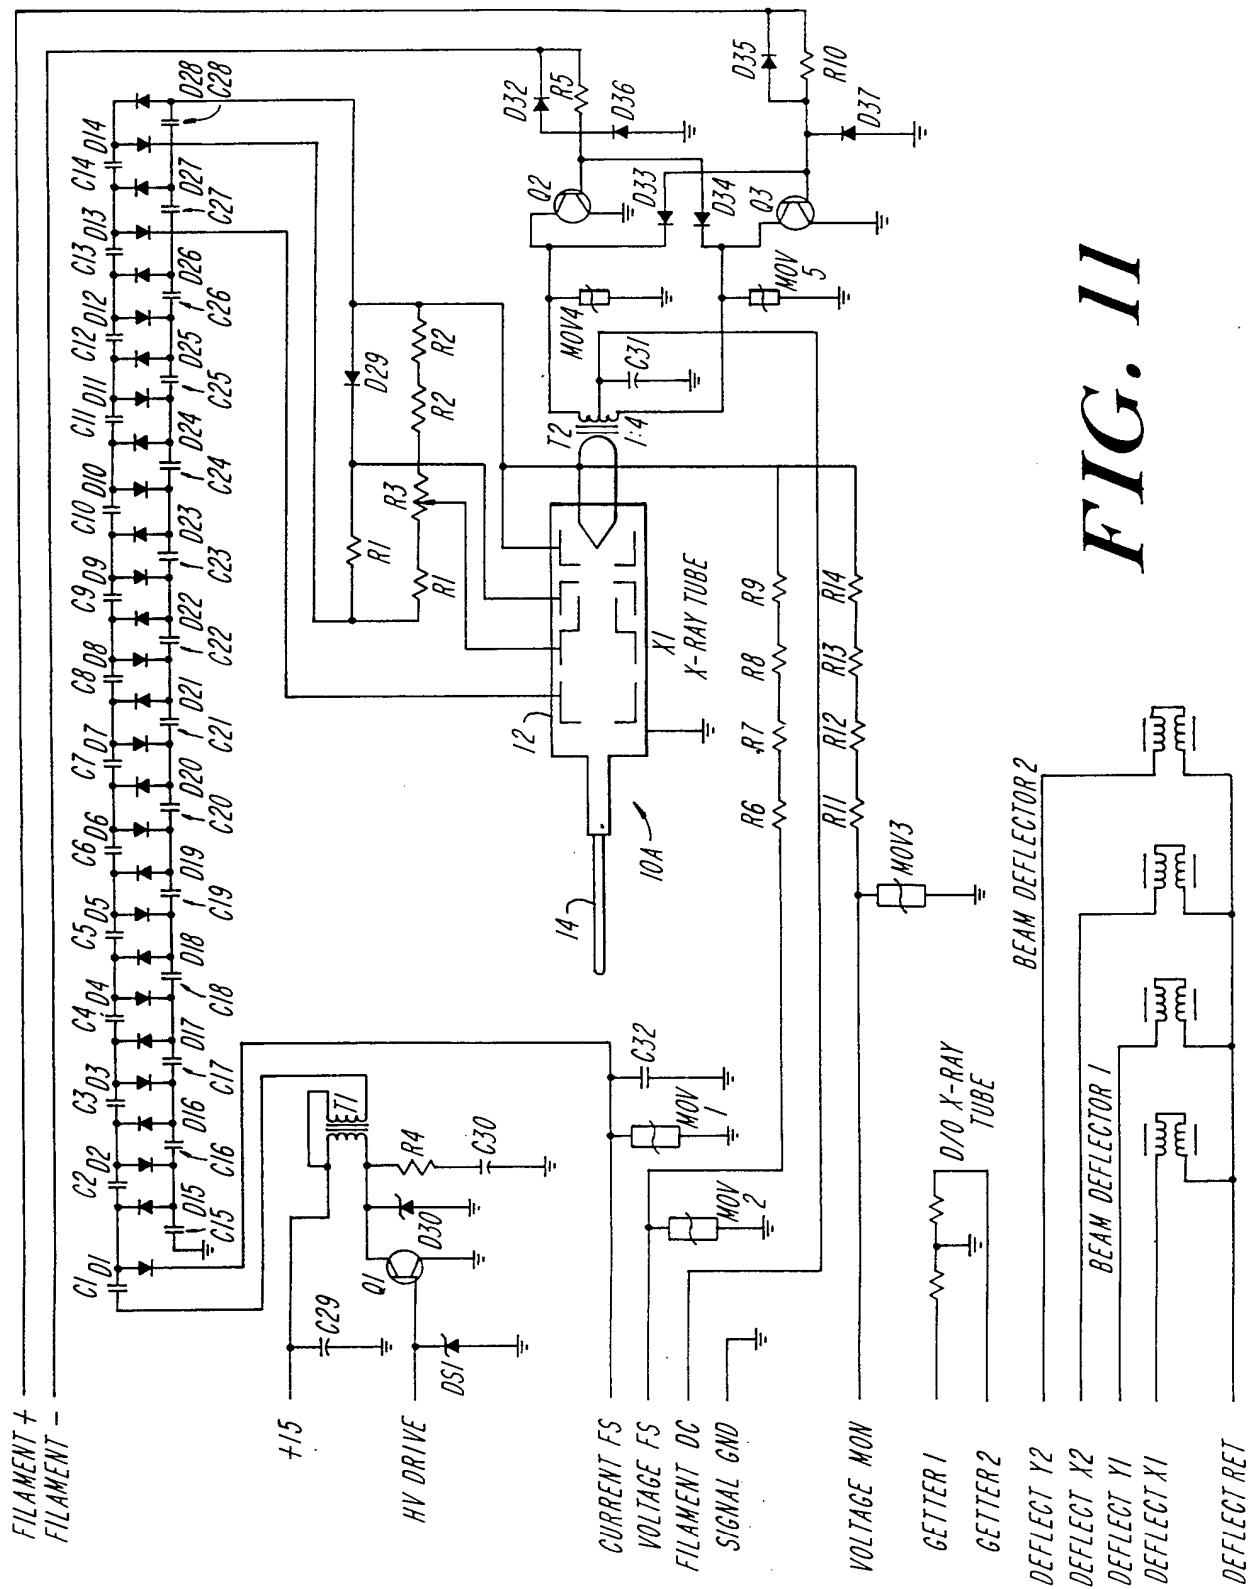 FILAMENT +
FILAMENT -
C1 D1
C2 D2
C3 D3
C4 D4
C5 D5
C6 D6
C7 D7
C8 D8
C9 D9
C10 D10
C11 D11
C12 D12
C13 D13
C14 D14
C15 D15
C16 D16
C17 D17
C18 D18
C19 D19
C20 D20
C21 D21
C22 D22
C23 D23
C24 D24
C25 D25
C26 D26
C27 D27
D28
C28
+15
C29
T1
R4
C30
D30
Q1
HV DRIVE
DS1
D29
R1
R1
R3
R2
R2
D32
R5
D36
Q2
D33
D34
Q3
D35
R10
D37
MOV4
MOV
5
T2
1:4
C31
12
14
10A
X1
X-RAY TUBE
CURRENT FS
VOLTAGE FS
FILAMENT DC
SIGNAL GND
C32
MOV
1
MOV
2
R6
R7
R8
R9
R11
R12
R13
R14
VOLTAGE MON
MOV3
GETTER 1
GETTER 2
D/O X-RAY
TUBE
DEFLECT Y2
DEFLECT X2
DEFLECT Y1
DEFLECT X1
DEFLECT RET
BEAM DEFLECTOR 1
BEAM DEFLECTOR 2
FIG. 11